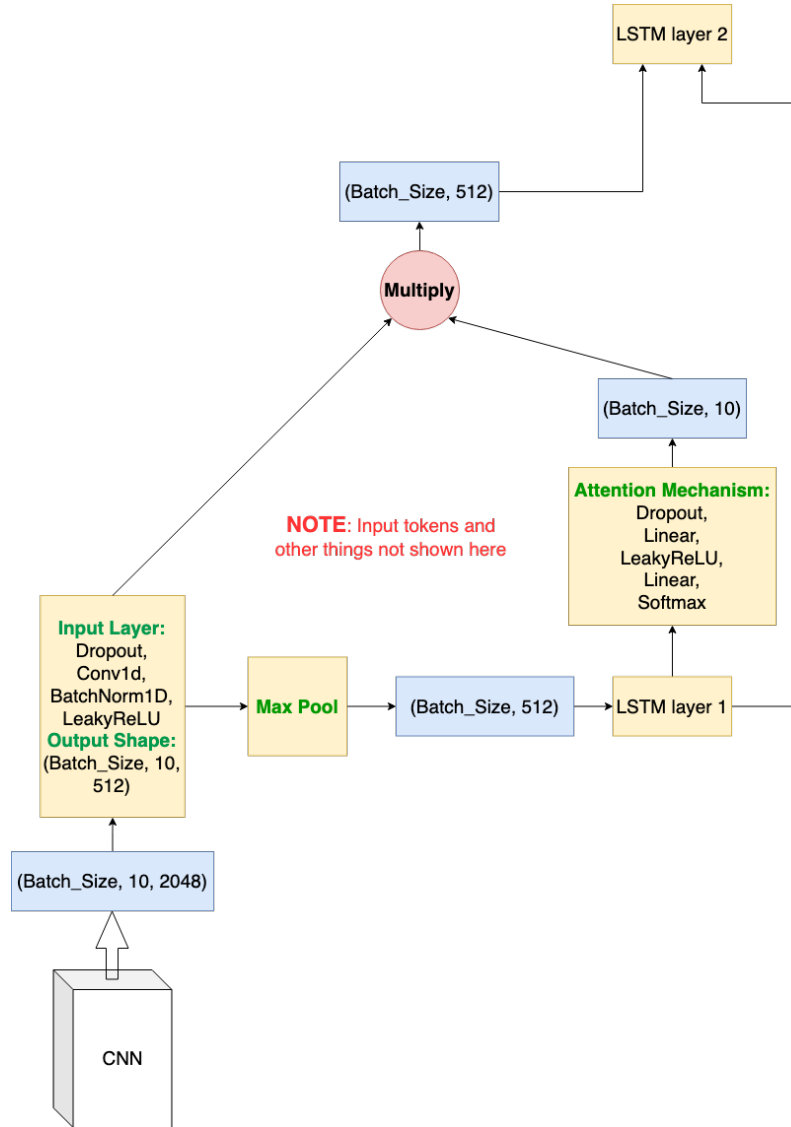 LSTM layer 2
(Batch_Size, 512)
Multiply
(Batch_Size, 10)
Attention Mechanism:
Dropout,
Linear,
LeakyReLU,
Linear,
Softmax
NOTE: Input tokens and
other things not shown here
Input Layer:
Dropout,
Conv1d,
BatchNorm1D,
LeakyReLU
Output Shape:
(Batch_Size, 10,
512)
Max Pool
(Batch_Size, 512)
LSTM layer 1
(Batch_Size, 10, 2048)
CNN